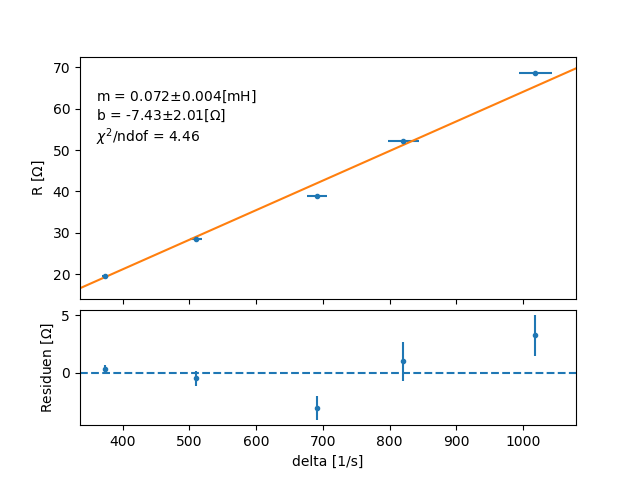 70
60
50
40
30
20
R [Ω]
m = 0.072±0.004[mH]
b = -7.43±2.01[Ω]
χ²/ndof = 4.46
5
0
Residuen [Ω]
400 500 600 700 800 900 1000
delta [1/s]